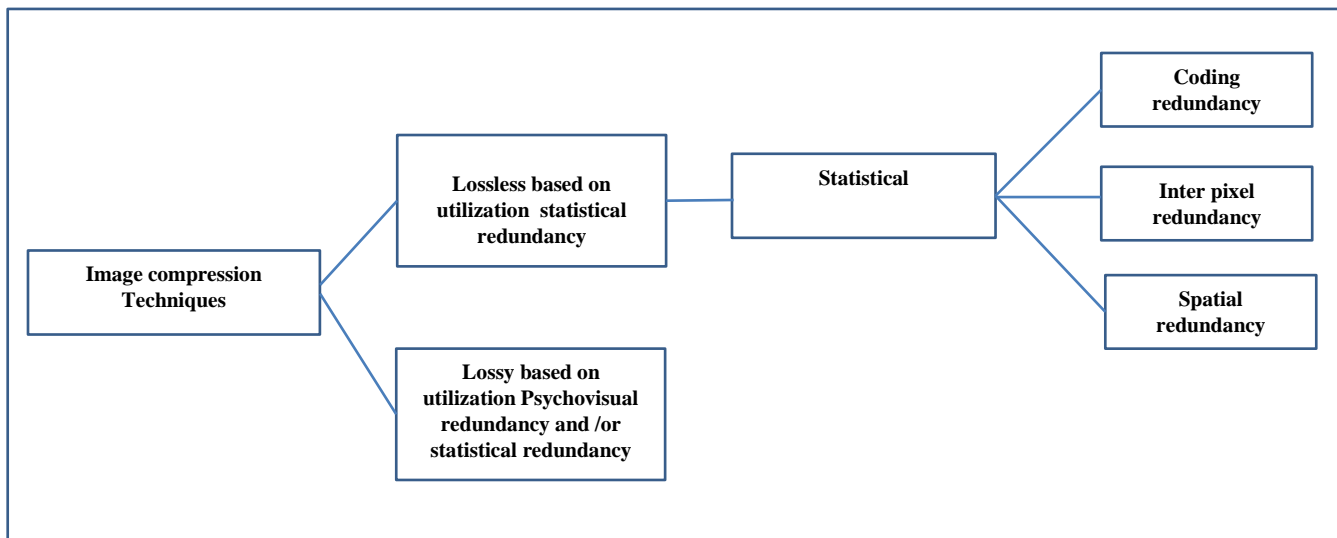 Image compression
Techniques
Lossless based on
utilization statistical
redundancy
Lossy based on
utilization Psychovisual
redundancy and /or
statistical redundancy
Statistical
Coding
redundancy
Inter pixel
redundancy
Spatial
redundancy